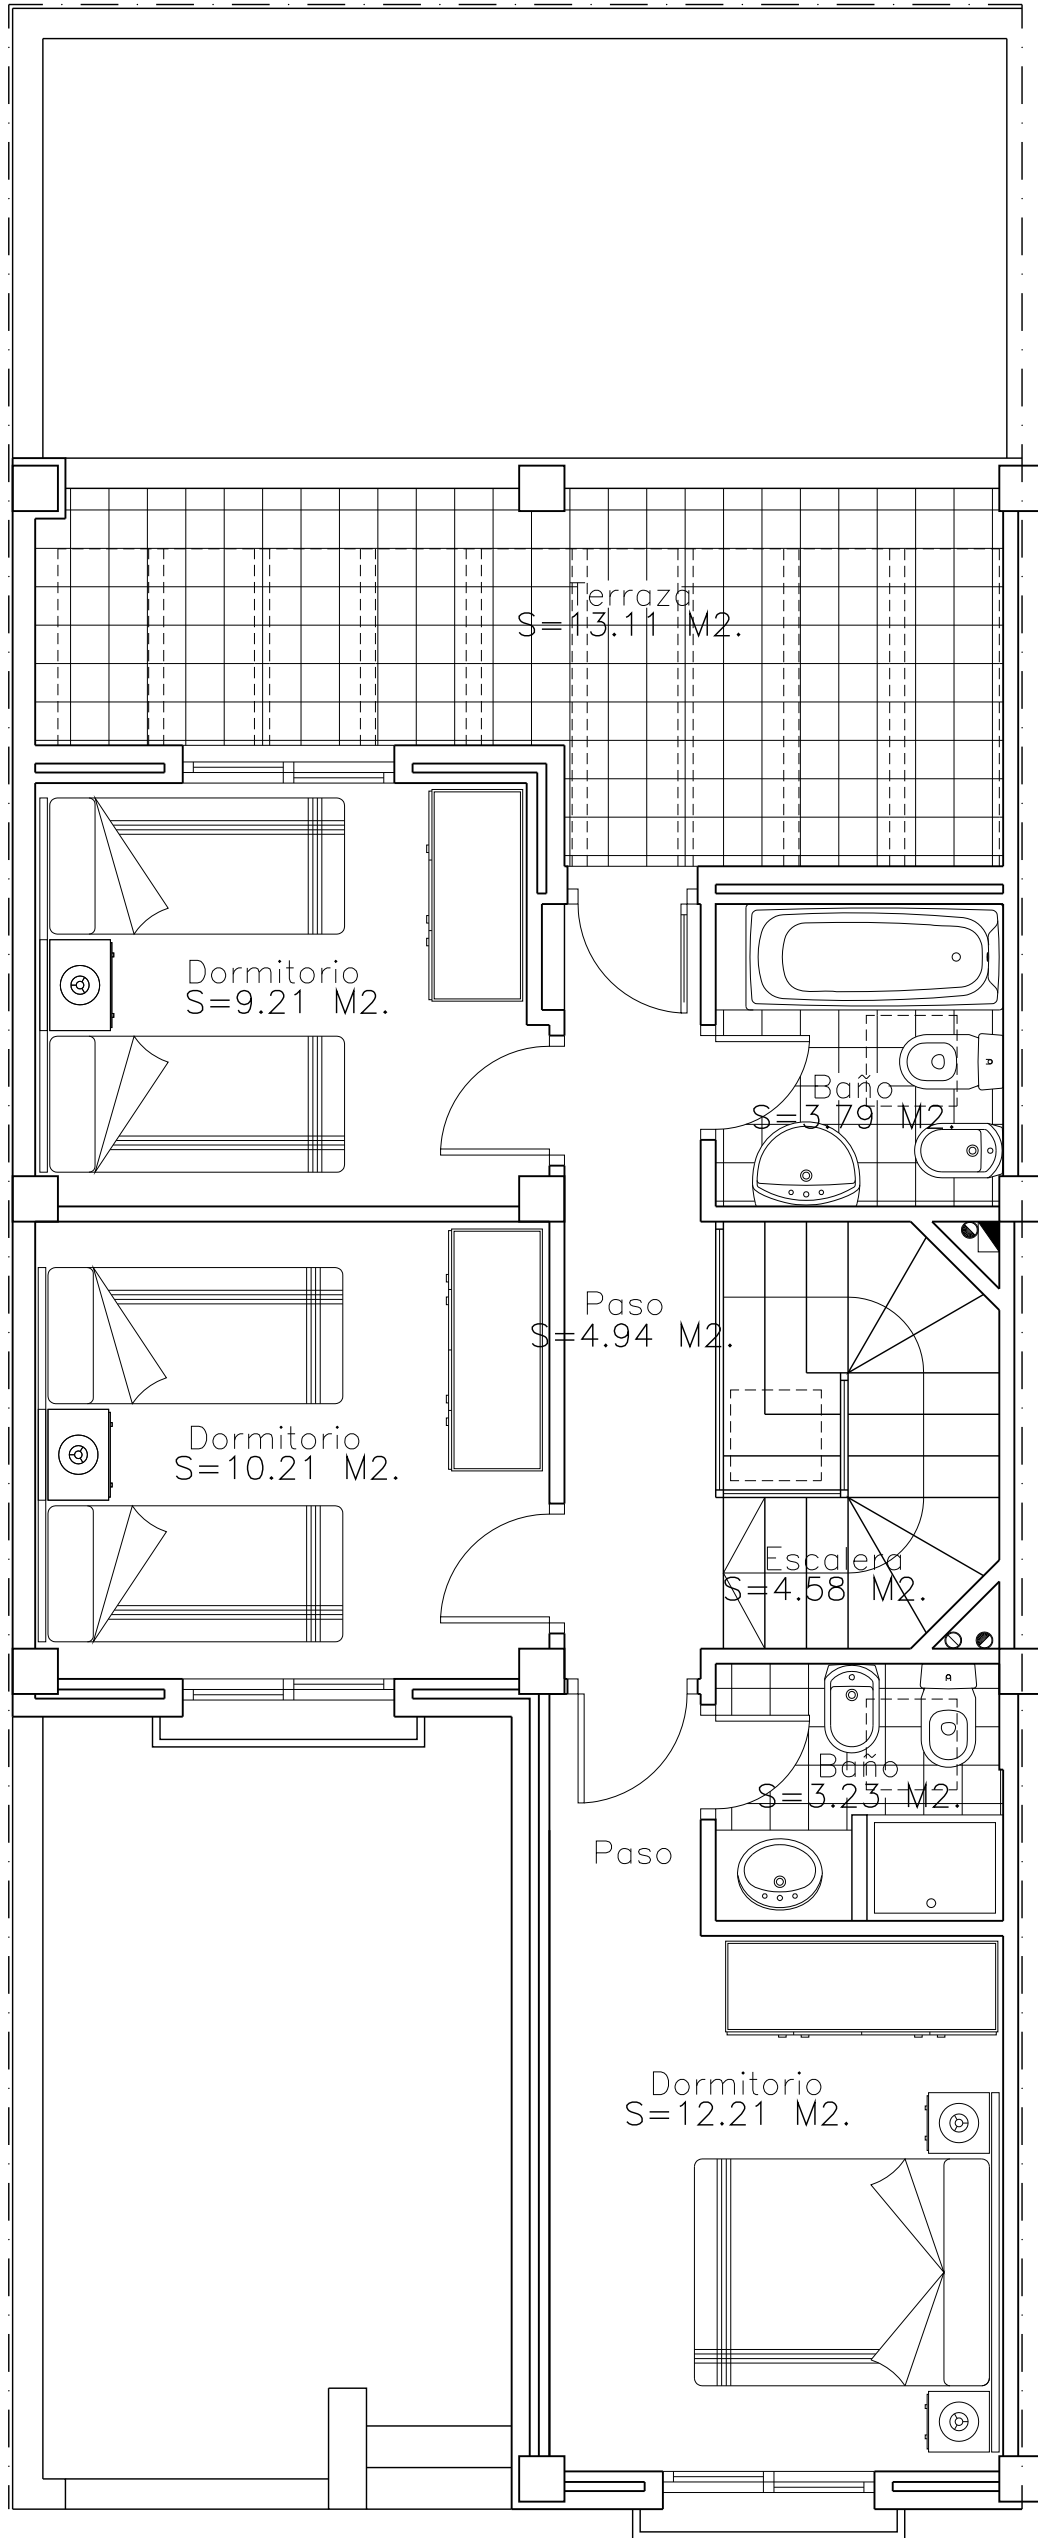 Terraza
S=13.11 M2.
Dormitorio
S=9.21 M2.
Baño
S=3.79 M2.
Paso
S=4.94 M2.
Dormitorio
S=10.21 M2.
Escalera
S=4.58 M2.
Baño
S=3.23 M2.
Paso
Dormitorio
S=12.21 M2.